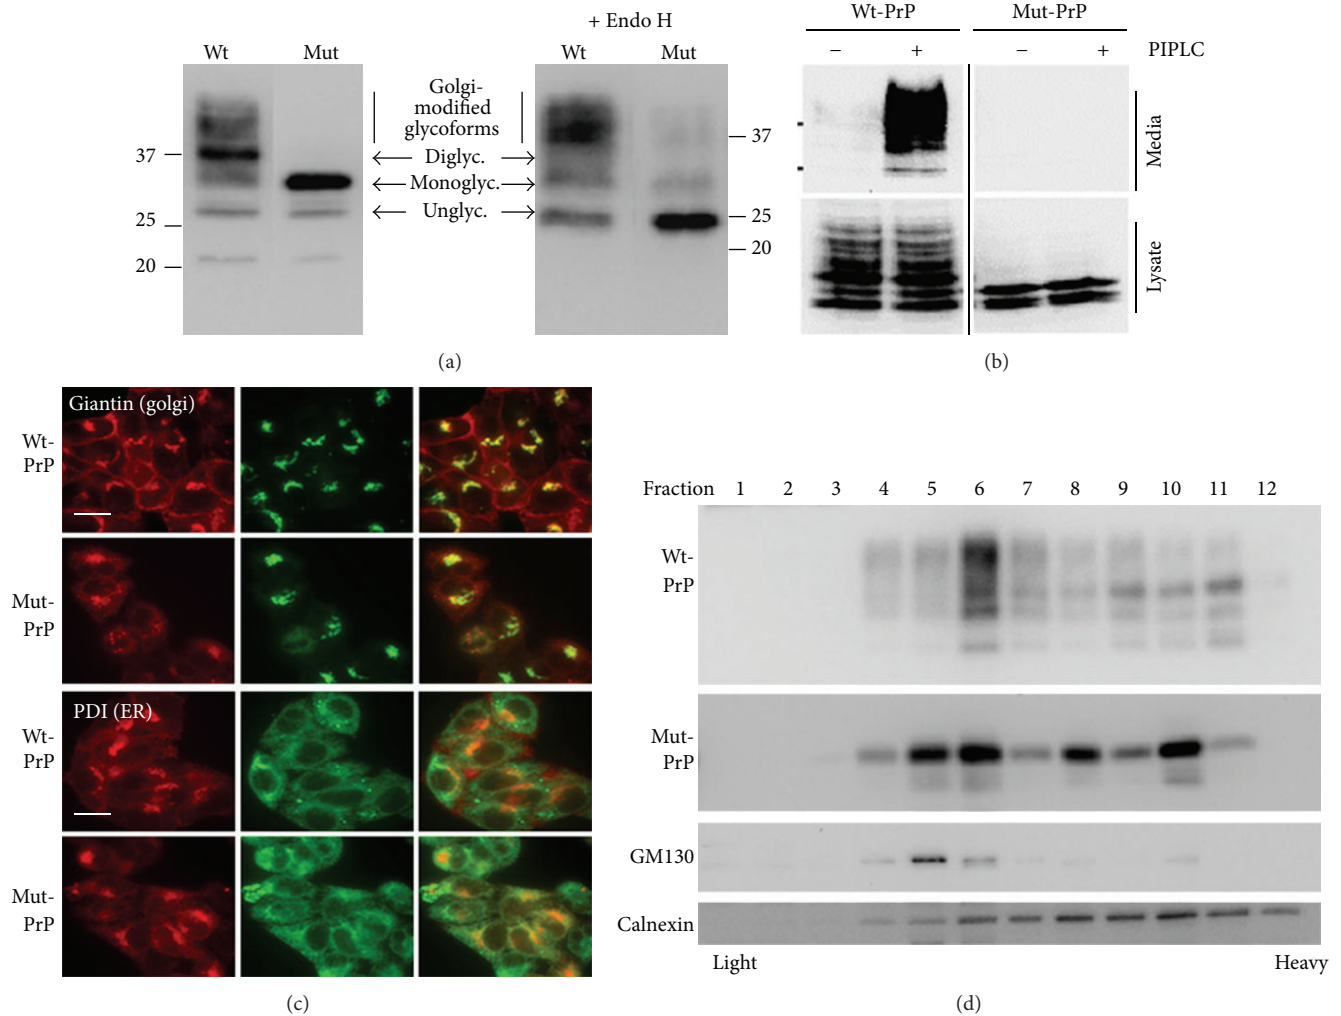 + Endo H
Wt Mut Wt Mut
Golgi-
modified
glycoforms
Diglyc.
Monoglyc.
Unglyc.
37
25
20
37
25
20
(a)
Wt-PrP Mut-PrP
− + − + PIPLC
Media
Lysate
(b)
Giantin (golgi)
Wt-
PrP
Mut-
PrP
PDI (ER)
Wt-
PrP
Mut-
PrP
(c)
Fraction 1 2 3 4 5 6 7 8 9 10 11 12
Wt-
PrP
Mut-
PrP
GM130
Calnexin
Light Heavy
(d)